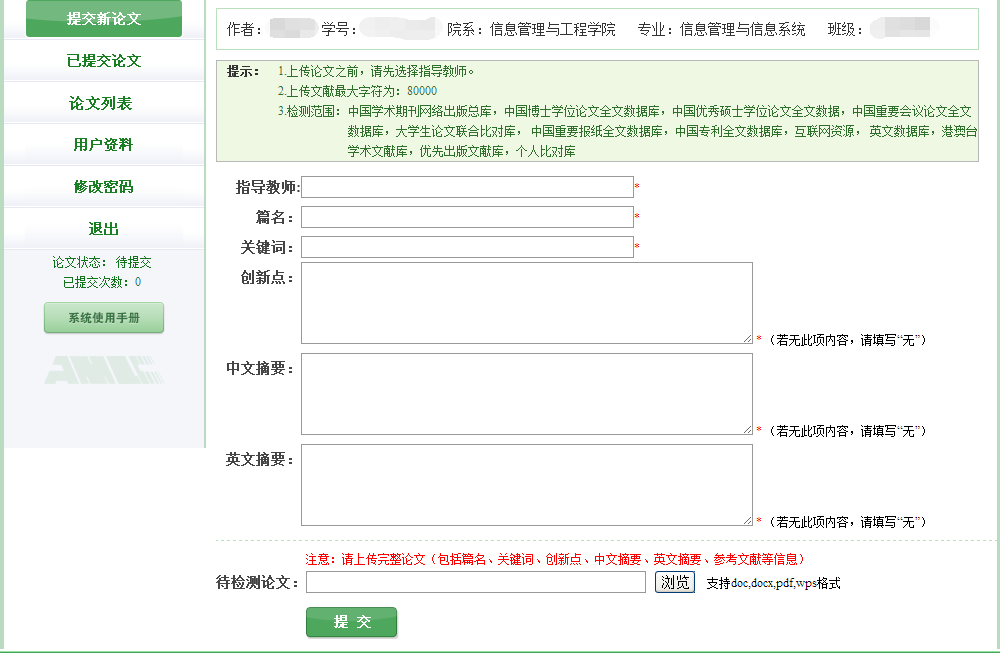 提交新论文
已提交论文
论文列表
用户资料
修改密码
退出
论文状态： 待提交
已提交次数：0
系统使用手册
作者： 学号： 院系：信息管理与工程学院 专业：信息管理与信息系统 班级：
提示： 1.上传论文之前，请先选择指导教师。
2.上传文献最大字符为：80000
3.检测范围：中国学术期刊网络出版总库，中国博士学位论文全文数据库，中国优秀硕士学位论文全文数据，中国重要会议论文全文
数据库，大学生论文联合比对库， 中国重要报纸全文数据库，中国专利全文数据库，互联网资源， 英文数据库，港澳台
学术文献库，优先出版文献库，个人比对库
指导教师: *
篇名： *
关键词： *
创新点： * （若无此项内容，请填写“无”）
中文摘要： * （若无此项内容，请填写“无”）
英文摘要： * （若无此项内容，请填写“无”）
注意：请上传完整论文（包括篇名、关键词、创新点、中文摘要、英文摘要、参考文献等信息）
待检测论文： 浏览 支持doc,docx,pdf,wps格式
提 交